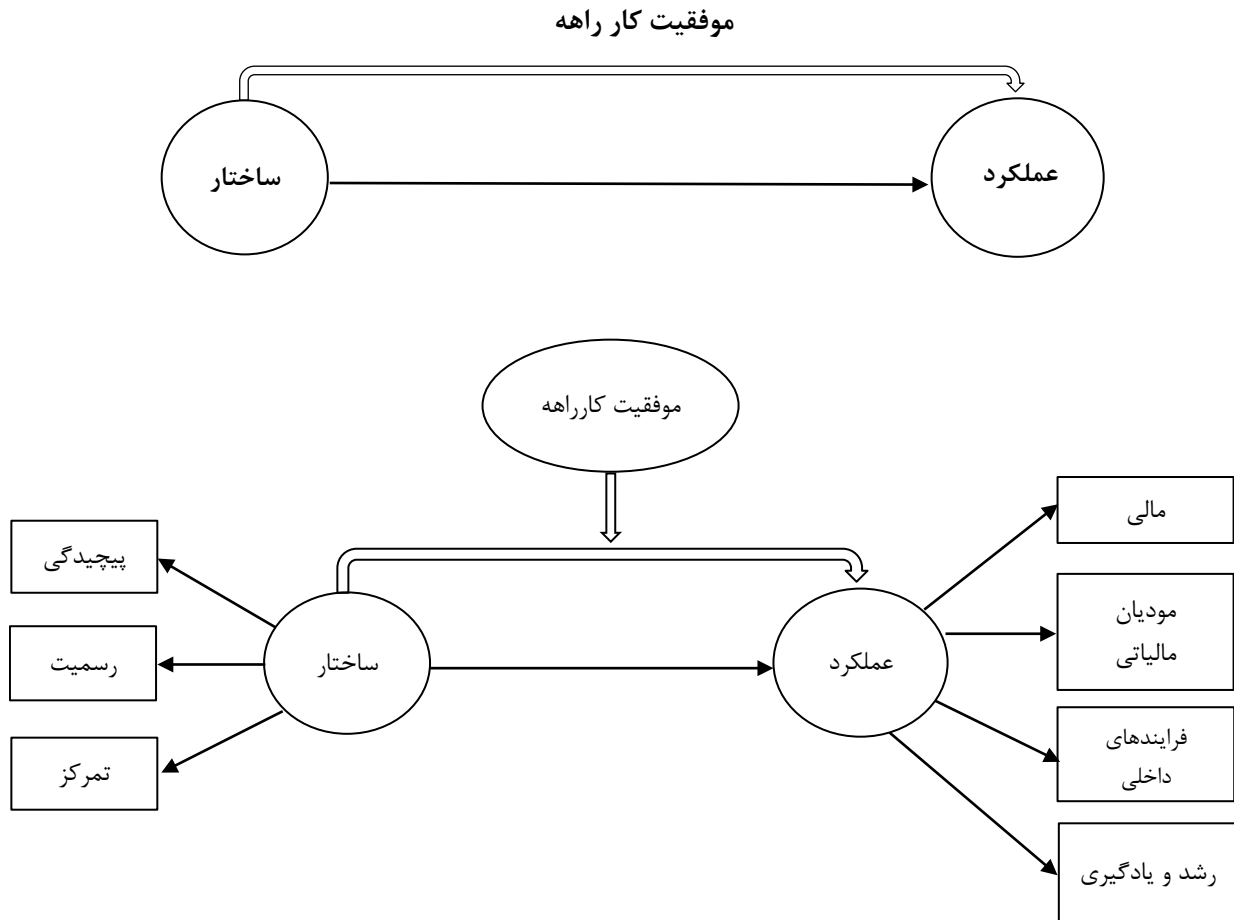 موفقیت کار راهه
ساختار
عملکرد
موفقیت کارراهه
مالی
پیچیدگی
مودیان
مالیاتی
عملکرد
ساختار
رسمیت
فرایندهای
داخلی
تمرکز
رشد و یادگیری